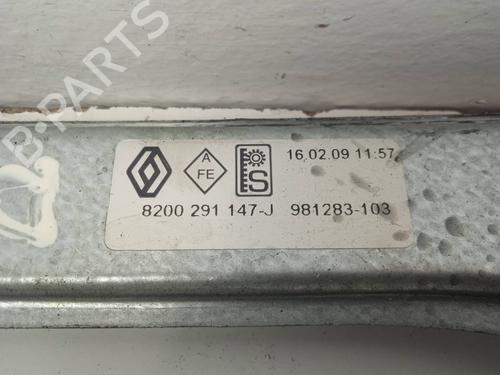 B-PARTS
A
FE
S
16.02.09 11:57
8200 291 147-J 981283-103